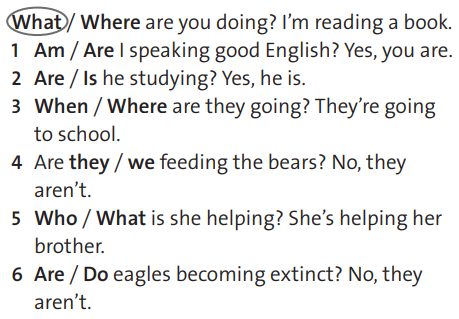 What / Where are you doing? I'm reading a book.
1 Am / Are I speaking good English? Yes, you are.
2 Are / Is he studying? Yes, he is.
3 When / Where are they going? They're going
to school.
4 Are they / we feeding the bears? No, they
aren't.
5 Who / What is she helping? She's helping her
brother.
6 Are / Do eagles becoming extinct? No, they
aren't.